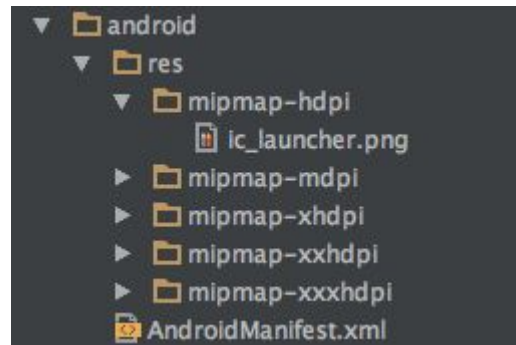 android
res
mipmap-hdpi
ic_launcher.png
mipmap-mdpi
mipmap-xhdpi
mipmap-xxhdpi
mipmap-xxxhdpi
AndroidManifest.xml